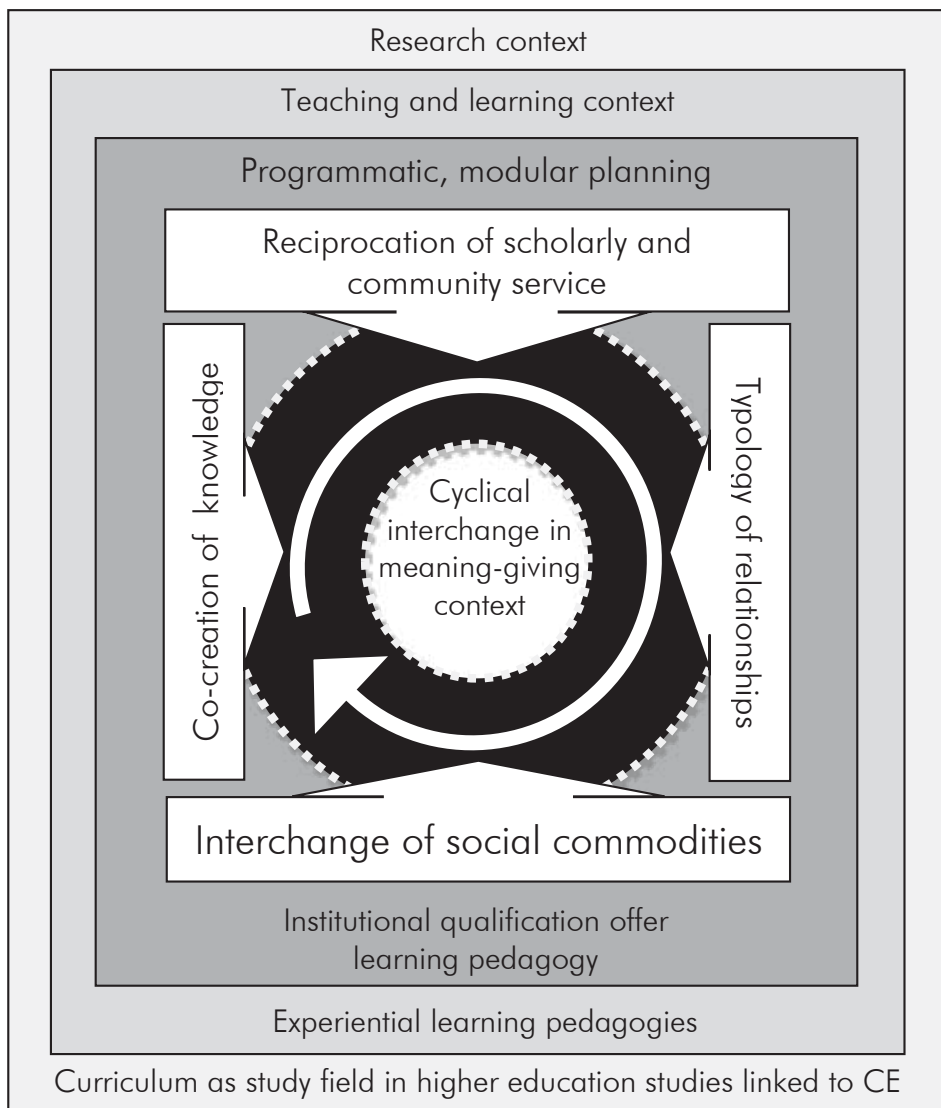 Research context
Teaching and learning context
Programmatic, modular planning
Reciprocation of scholarly and
community service
Co-creation of knowledge
Cyclical
interchange in
meaning-giving
context
Typology of relationships
Interchange of social commodities
Institutional qualification offer
learning pedagogy
Experiential learning pedagogies
Curriculum as study field in higher education studies linked to CE